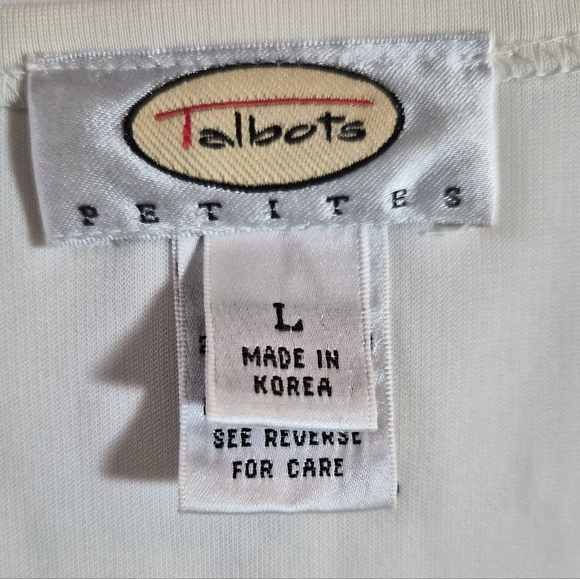 Talbots
PETITES
L
MADE IN
KOREA
SEE REVERSE
FOR CARE